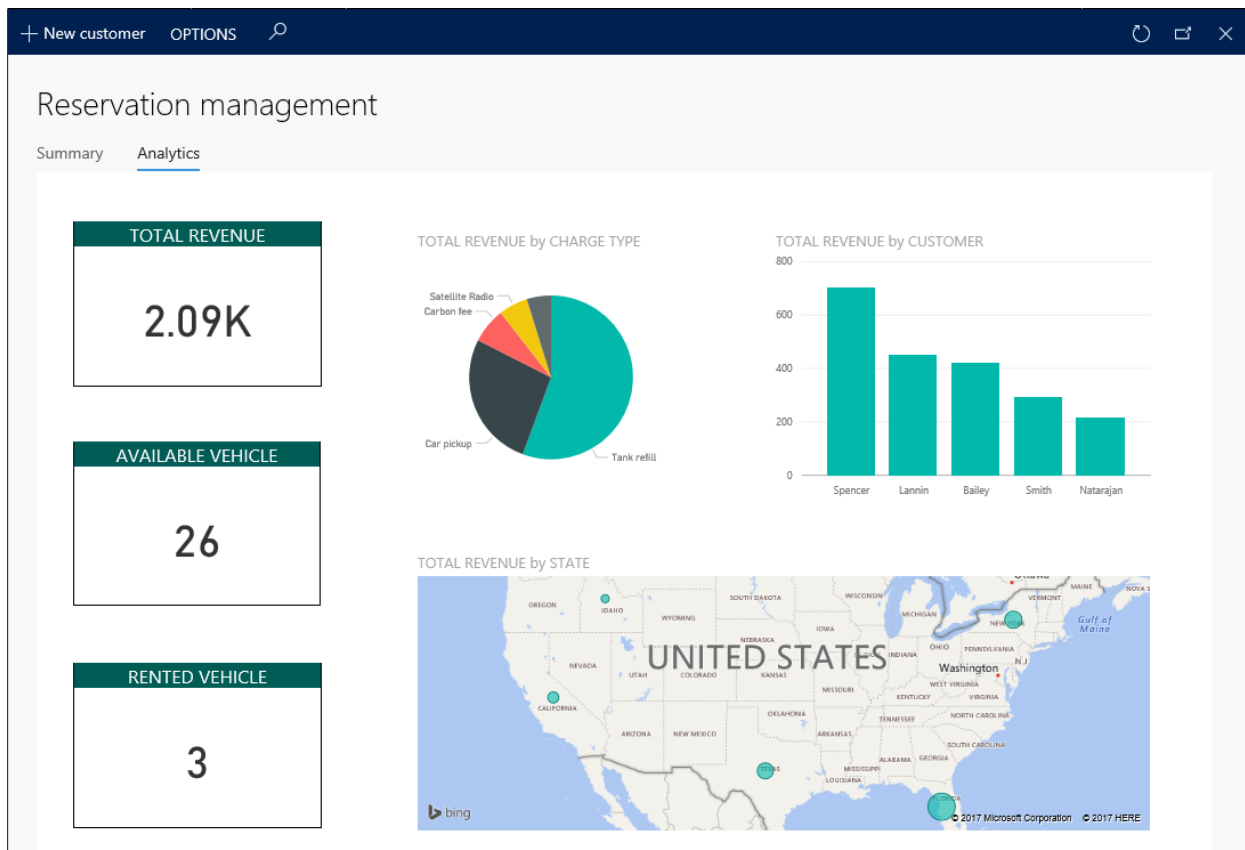 New customer OPTIONS
Reservation management
Summary Analytics
TOTAL REVENUE
2.09K
AVAILABLE VEHICLE
26
RENTED VEHICLE
3
TOTAL REVENUE by CHARGE TYPE
Satellite Radio
Carbon fee
Car pickup
Tank refill
TOTAL REVENUE by CUSTOMER
800
600
400
200
0
Spencer Lannin Bailey Smith Natarajan
TOTAL REVENUE by STATE
MAINE
OREGON
IDAHO
SOUTH DAKOTA
WISCONSIN
VERMONT
WYOMING
MICHIGAN
Gulf of
Maine
IOWA
NEBRASKA
UNITED STATES
INDIANA
OHIO
PENNSYLVANIA
NEVADA
UTAH
COLORADO
KANSAS
Washington
N.J.
WEST VIRGINIA
MISSOURI
KENTUCKY
VIRGINIA
CALIFORNIA
OKLAHOMA
TENNESSEE
NORTH CAROLINA
ARIZONA
NEW MEXICO
ARKANSAS
SOUTH CAROLINA
MISSISSIPPI
ALABAMA
GEORGIA
LOUISIANA
TEXAS
FLORIDA
bing
© 2017 Microsoft Corporation © 2017 HERE